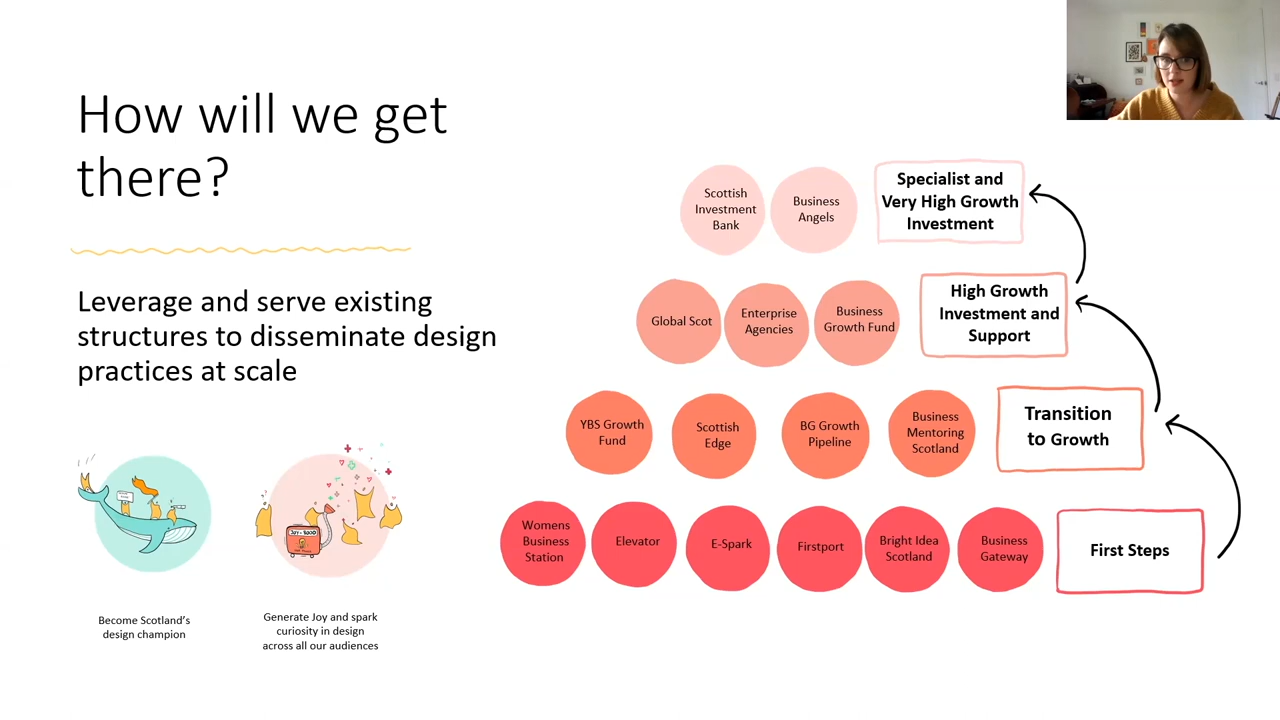 How will we get
there?
Leverage and serve existing
structures to disseminate design
practices at scale
Become Scotland's
design champion
Generate Joy and spark
curiosity in design
across all our audiences
Scottish
Investment
Bank
Business
Angels
Specialist and
Very High Growth
Investment
Global Scot
Enterprise
Agencies
Business
Growth Fund
High Growth
Investment and
Support
YBS Growth
Fund
Scottish
Edge
BG Growth
Pipeline
Business
Mentoring
Scotland
Transition
to Growth
Womens
Business
Station
Elevator
E-Spark
Firstport
Bright Idea
Scotland
Business
Gateway
First Steps